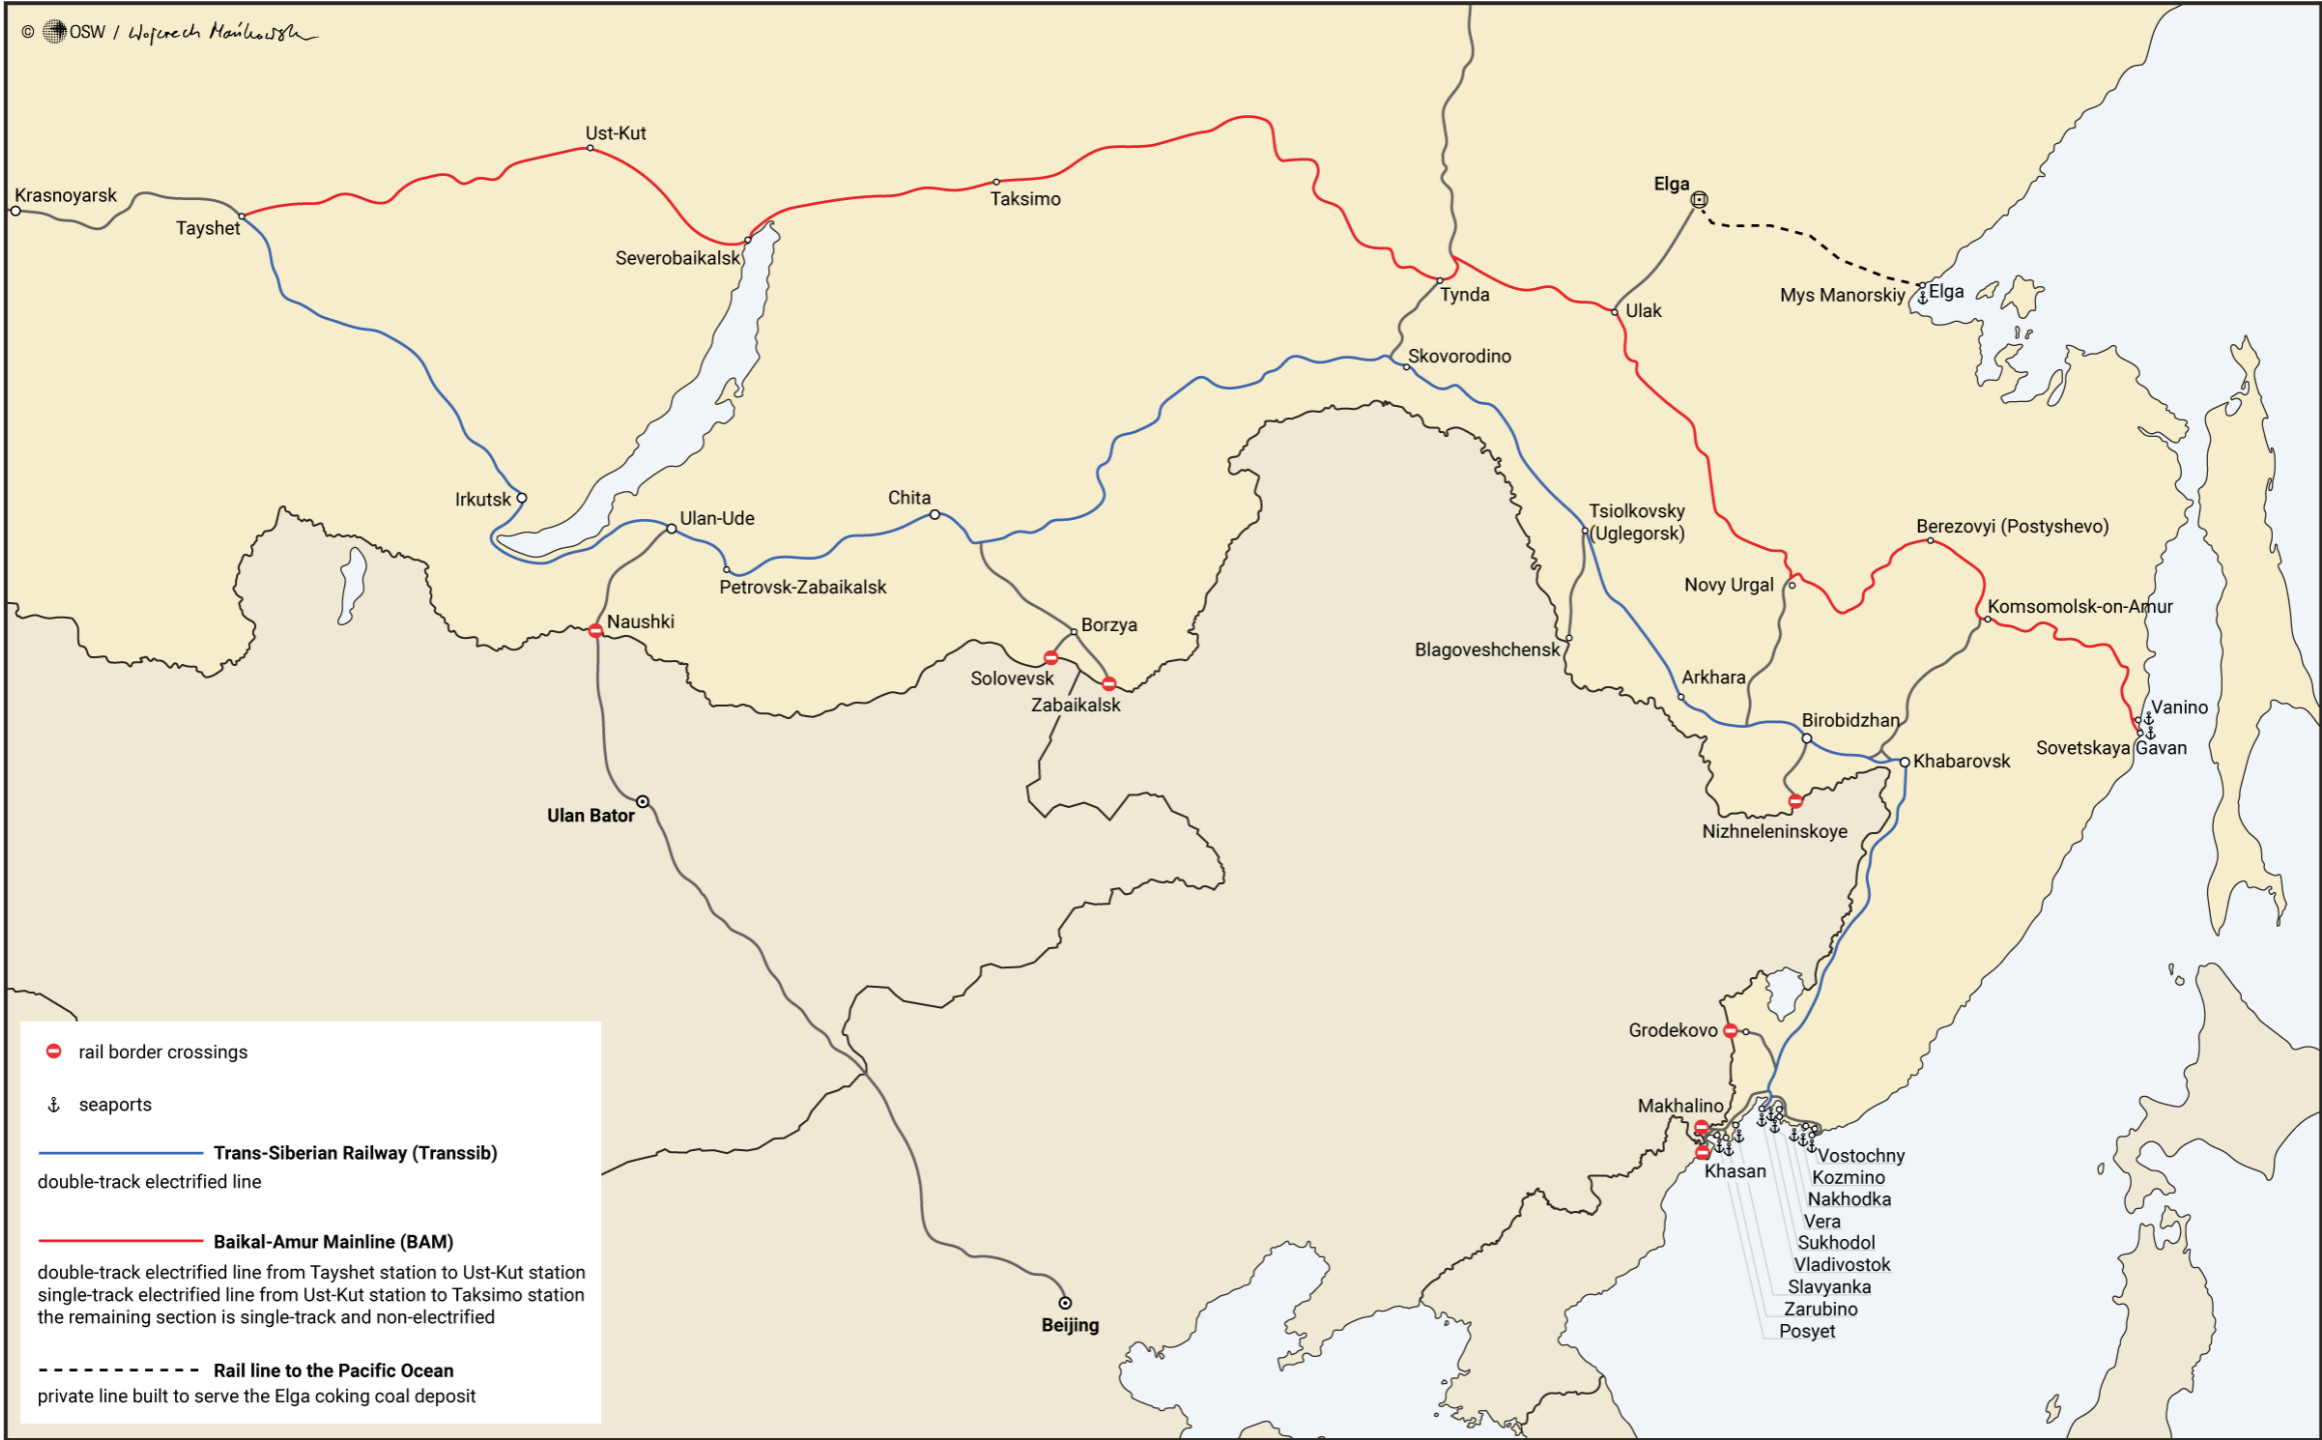 © OSW / Wojciech Mańkowski
Ust-Kut
Krasnoyarsk
Tayshet
Severobaikalsk
Taksimo
Elga
Tynda
Ulak
Mys Manorskiy
Elga
Skovorodino
Irkutsk
Ulan-Ude
Chita
Petrovsk-Zabaikalsk
Tsiolkovsky
(Uglegorsk)
Berezovyi (Postyshevo)
Novy Urgal
Komsomolsk-on-Amur
Naushki
Borzya
Blagoveshchensk
Solovevsk
Zabaikalsk
Arkhara
Birobidzhan
Vanino
Sovetskaya Gavan
Khabarovsk
Ulan Bator
Nizhneleninskoye
Grodekovo
Makhalino
Khasan
Vostochny
Kozmino
Nakhodka
Vera
Sukhodol
Vladivostok
Slavyanka
Zarubino
Posyet
Beijing
rail border crossings
seaports
Trans-Siberian Railway (Transsib)
double-track electrified line
Baikal-Amur Mainline (BAM)
double-track electrified line from Tayshet station to Ust-Kut station
single-track electrified line from Ust-Kut station to Taksimo station
the remaining section is single-track and non-electrified
Rail line to the Pacific Ocean
private line built to serve the Elga coking coal deposit